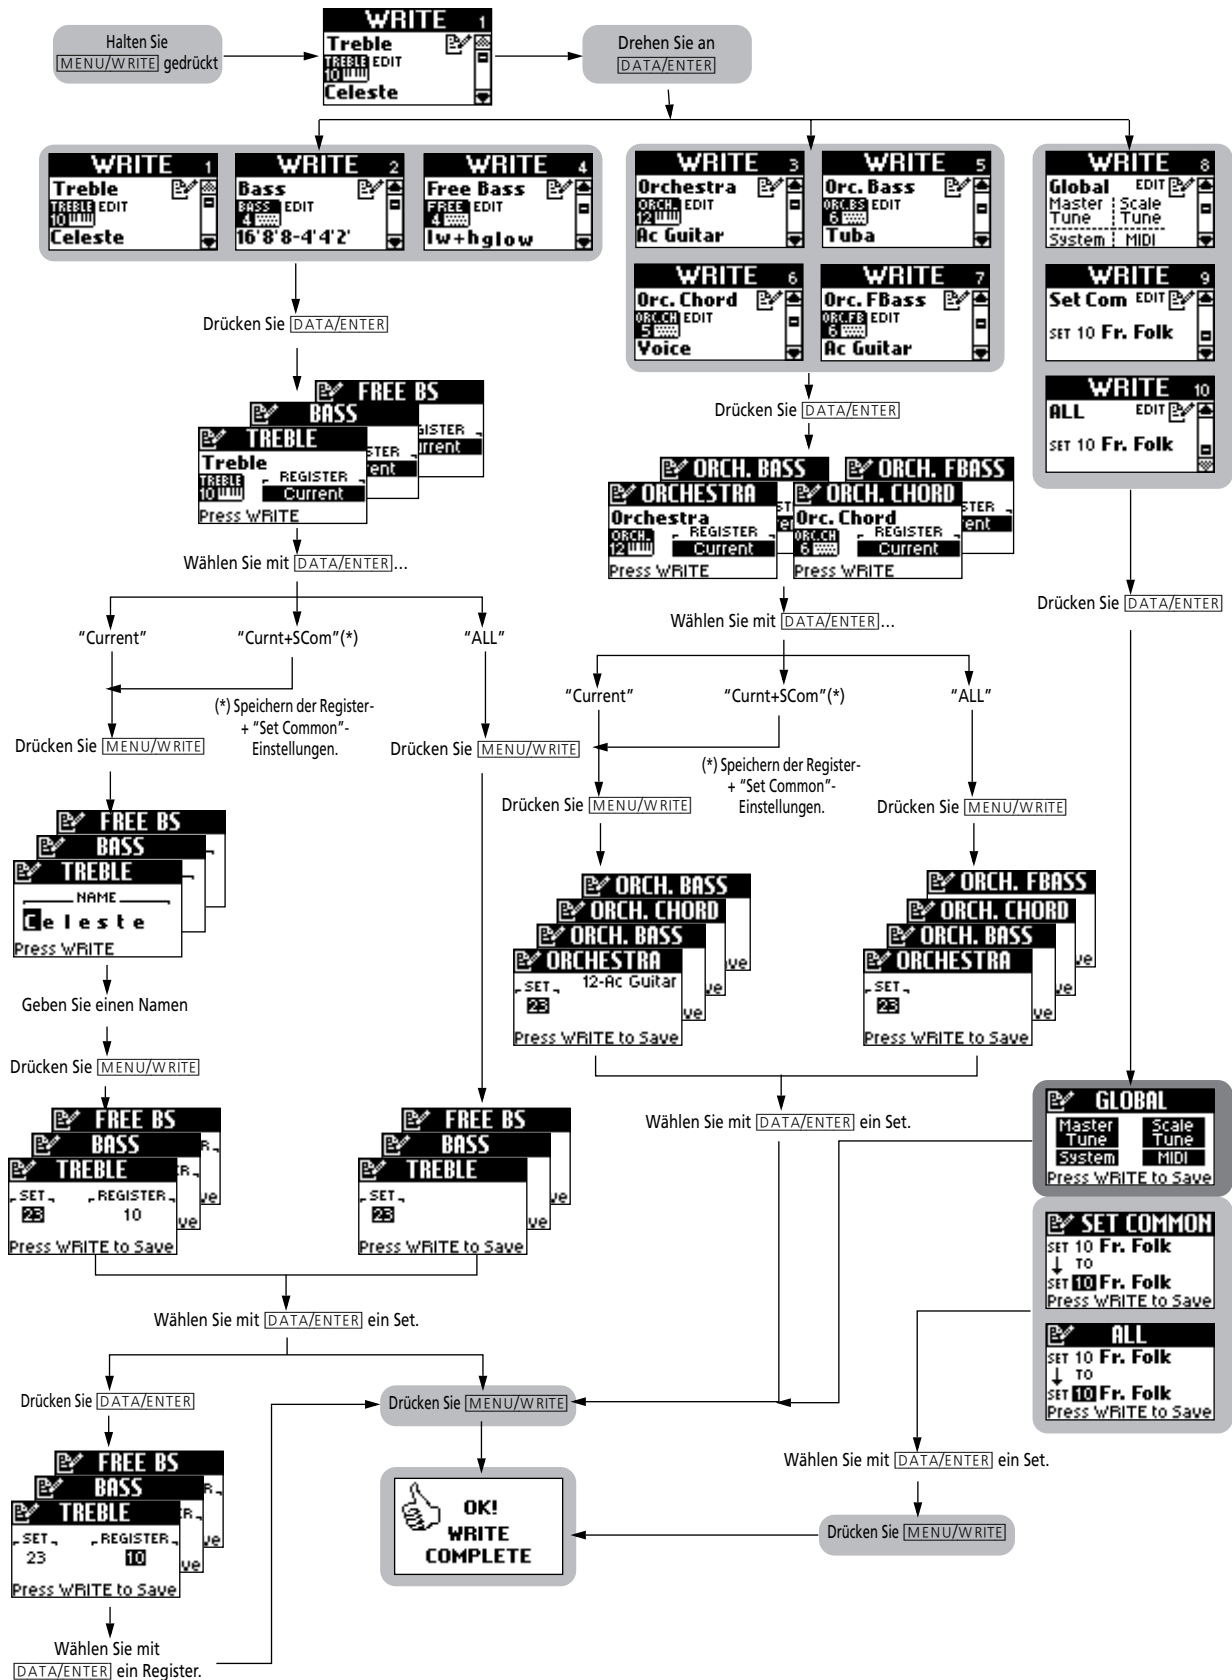 Halten Sie
MENU/WRITE gedrückt
WRITE 1
Treble
TREBLE EDIT
10
Celeste
Drehen Sie an
DATA/ENTER
WRITE 1
Treble
TREBLE EDIT
10
Celeste
WRITE 2
Bass
BASS EDIT
4
16'8'8-4'4'2'
WRITE 4
Free Bass
FREE EDIT
4
lw+hglow
WRITE 3
Orchestra
ORCH. EDIT
12
Ac Guitar
WRITE 5
Orc. Bass
ORC.BS EDIT
6
Tuba
WRITE 6
Orc. Chord
ORC.CH EDIT
5
Voice
WRITE 7
Orc. FBass
ORC.FB EDIT
6
Ac Guitar
WRITE 8
Global EDIT
Master Scale
Tune Tune
System MIDI
WRITE 9
Set Com EDIT
SET 10 Fr. Folk
WRITE 10
ALL EDIT
SET 10 Fr. Folk
Drücken Sie DATA/ENTER
FREE BS
GISTER
rrent
BASS
STER
ent
TREBLE
Treble
TREBLE
10
REGISTER
Current
Press WRITE
Wählen Sie mit DATA/ENTER...
"Current"
"Curnt+SCom"(*)
"ALL"
(*) Speichern der Register-
+ "Set Common"-
Einstellungen.
Drücken Sie MENU/WRITE
Drücken Sie MENU/WRITE
FREE BS
BASS
TREBLE
NAME
Celeste
Press WRITE
Geben Sie einen Namen
Drücken Sie MENU/WRITE
FREE BS
R
ve
BASS
R
ve
TREBLE
SET REGISTER
23 10
Press WRITE to Save
FREE BS
ve
BASS
ve
TREBLE
SET
23
Press WRITE to Save
Wählen Sie mit DATA/ENTER ein Set.
Drücken Sie DATA/ENTER
FREE BS
R
ve
BASS
R
ve
TREBLE
SET REGISTER
23 10
Press WRITE to Save
Wählen Sie mit
DATA/ENTER ein Register.
Drücken Sie DATA/ENTER
ORCH. BASS
ORCH. FBASS
STER
ent
ORCHESTRA
Orchestra
ORCH.
12
REGISTER
Current
Press WRITE
ORCH. CHORD
Orc. Chord
ORC.CH
6
REGISTER
Current
Press WRITE
Wählen Sie mit DATA/ENTER...
"Current"
"Curnt+SCom"(*)
"ALL"
(*) Speichern der Register-
+ "Set Common"-
Einstellungen.
Drücken Sie MENU/WRITE
Drücken Sie MENU/WRITE
ORCH. BASS
ve
ORCH. CHORD
ve
ORCH. BASS
ve
ORCHESTRA
SET 12-Ac Guitar
23
Press WRITE to Save
ORCH. FBASS
ve
ORCH. CHORD
ve
ORCH. BASS
ve
ORCHESTRA
SET
23
Press WRITE to Save
Wählen Sie mit DATA/ENTER ein Set.
Drücken Sie DATA/ENTER
GLOBAL
Master Scale
Tune Tune
System MIDI
Press WRITE to Save
SET COMMON
SET 10 Fr. Folk
↓ TO
SET 10 Fr. Folk
Press WRITE to Save
ALL
SET 10 Fr. Folk
↓ TO
SET 10 Fr. Folk
Press WRITE to Save
Wählen Sie mit DATA/ENTER ein Set.
Drücken Sie MENU/WRITE
Drücken Sie MENU/WRITE
OK!
WRITE
COMPLETE